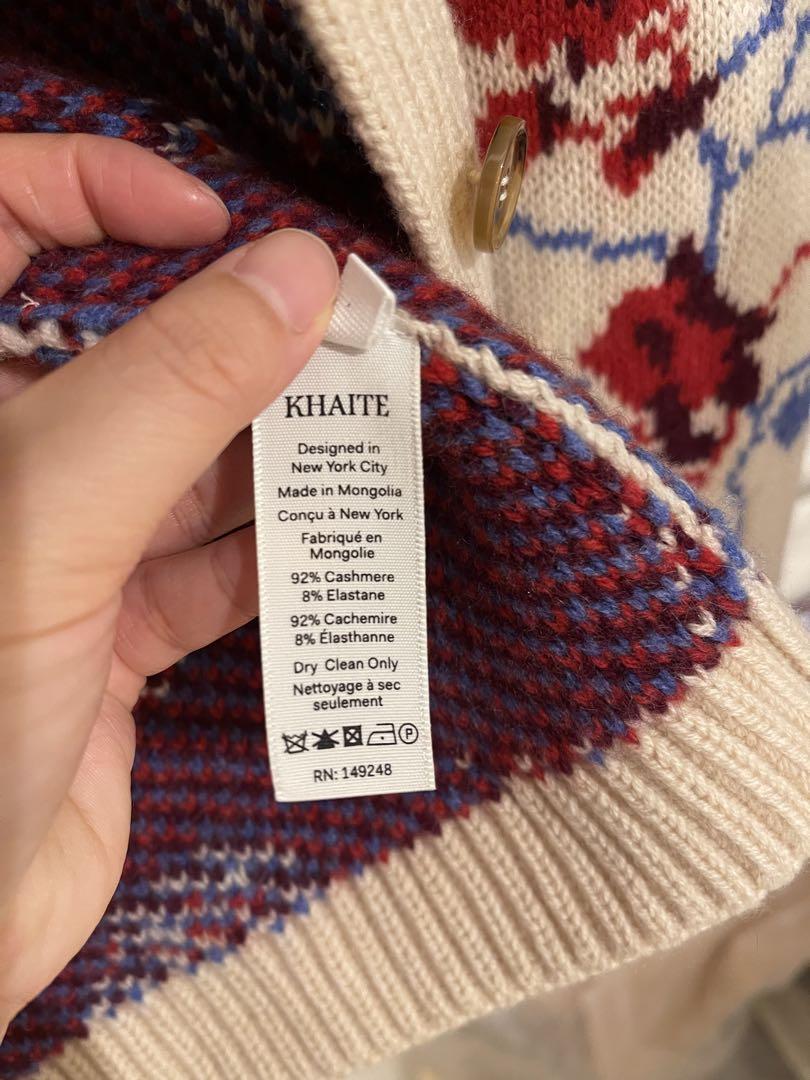 KHAITE
Designed in
New York City
Made in Mongolia
Conçu à New York
Fabriqué en
Mongolie
92% Cashmere
8% Elastane
92% Cachemire
8% Élasthanne
Dry Clean Only
Nettoyage à sec
seulement
P
RN: 149248